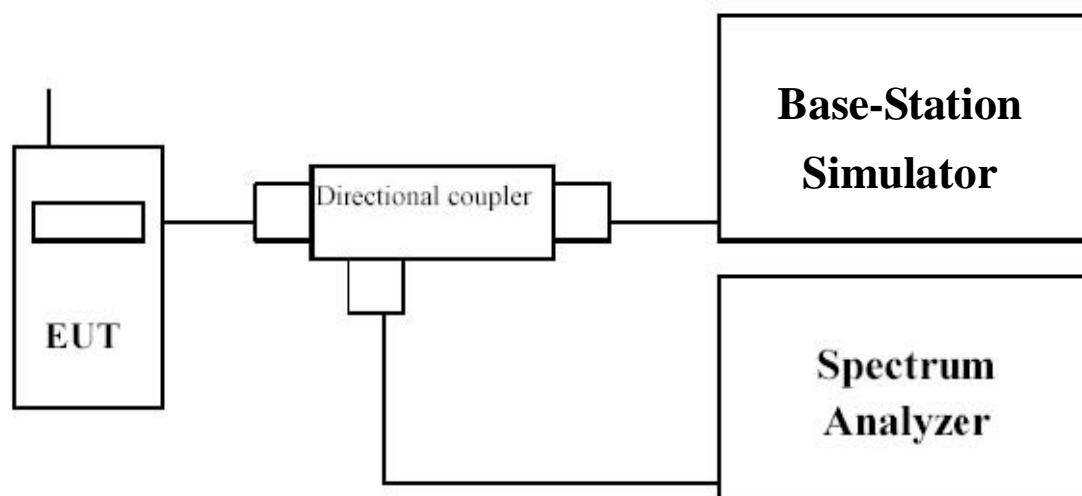 Base-Station
Simulator
Directional coupler
EUT
Spectrum
Analyzer